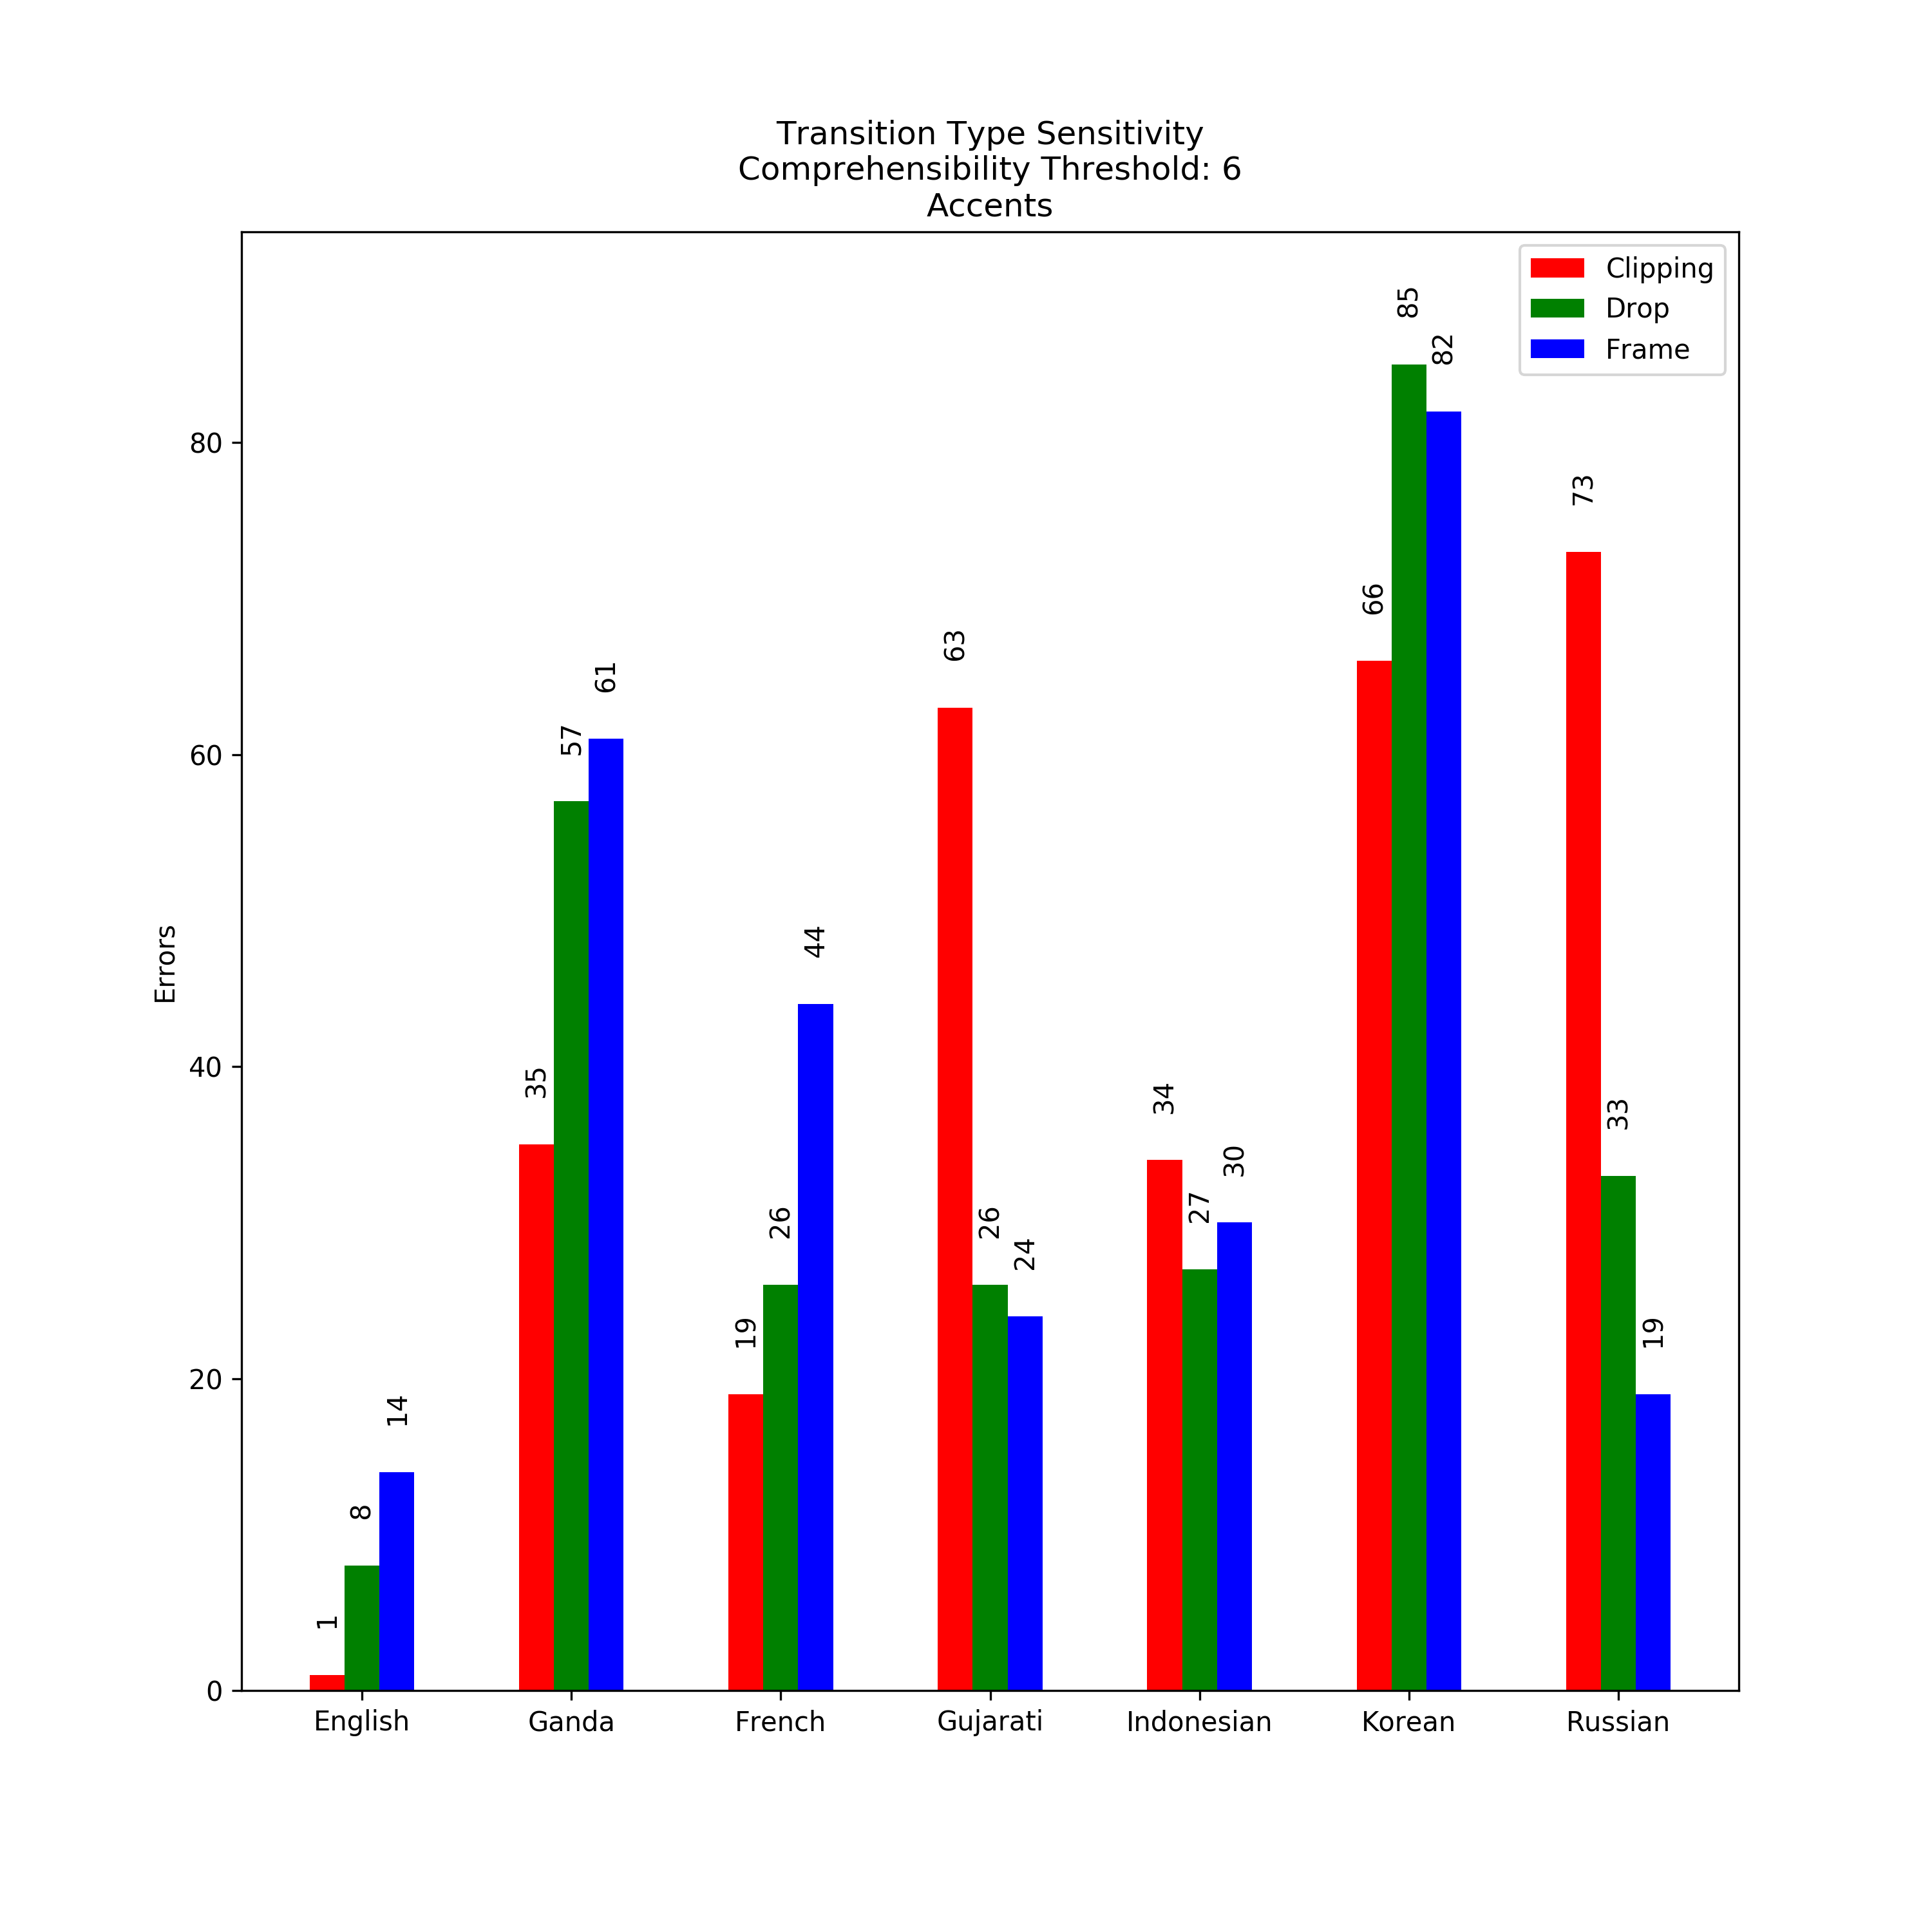 Transition Type Sensitivity
Comprehensibility Threshold: 6
Accents
Clipping
Drop
Frame
Errors
80
60
40
20
0
1
8
14
35
57
61
19
26
44
63
26
24
34
27
30
66
85
82
73
33
19
English
Ganda
French
Gujarati
Indonesian
Korean
Russian